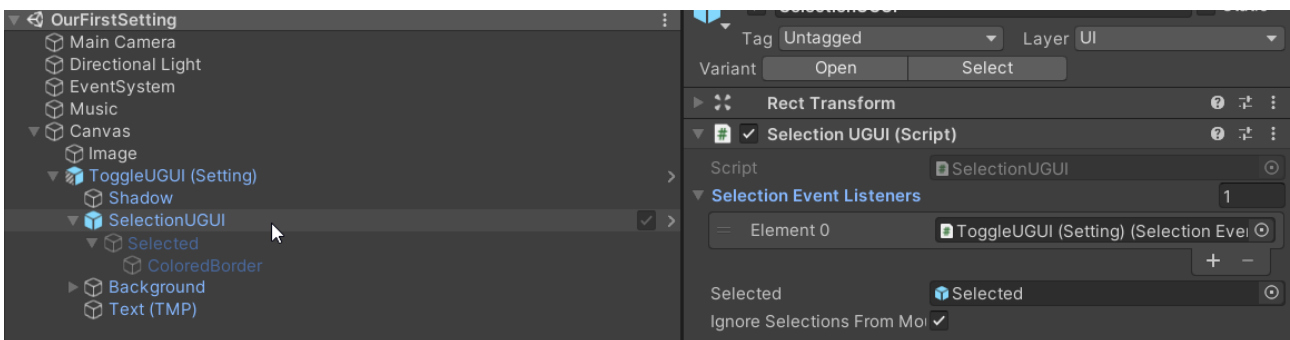 OurFirstSetting
Main Camera
Directional Light
EventSystem
Music
Canvas
Image
ToggleUGUI (Setting)
Shadow
SelectionUGUI
Selected
ColoredBorder
Background
Text (TMP)
Tag Untagged Layer UI
Variant Open Select
Rect Transform
# Selection UGUI (Script)
Script # SelectionUGUI
Selection Event Listeners 1
Element 0 # ToggleUGUI (Setting) (Selection Eve
+ −
Selected Selected
Ignore Selections From Mo